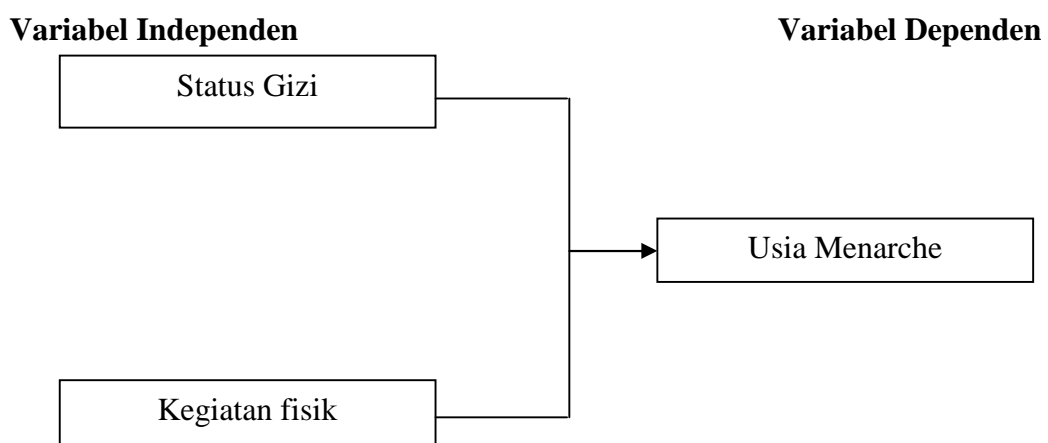 Variabel Independen Variabel Dependen
Status Gizi
Usia Menarche
Kegiatan fisik